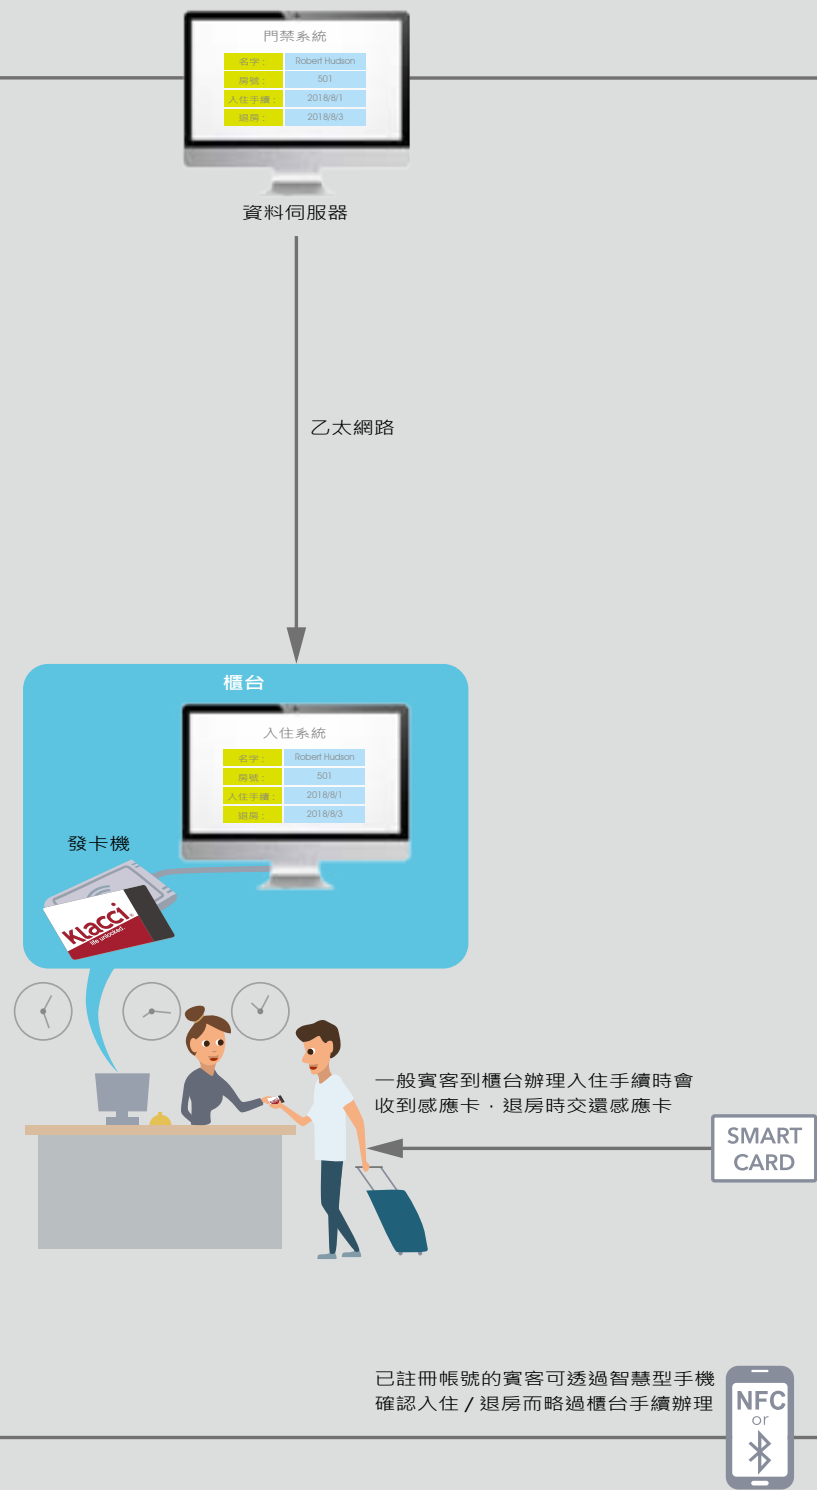 門禁系統
名字 : Robert Hudson
房號 : 501
入住手續 : 2018/8/1
退房 : 2018/8/3
資料伺服器
乙太網路
櫃台
入住系統
名字 : Robert Hudson
房號 : 501
入住手續 : 2018/8/1
退房 : 2018/8/3
發卡機
Klacci®
life unlocked.
一般賓客到櫃台辦理入住手續時會
收到感應卡．退房時交還感應卡
SMART
CARD
已註冊帳號的賓客可透過智慧型手機
確認入住 / 退房而略過櫃台手續辦理
NFC
or